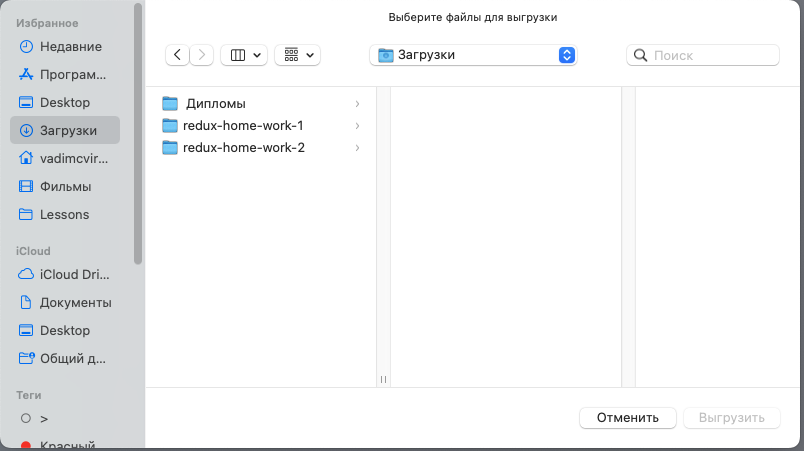 Выберите файлы для выгрузки
Избранное
Недавние
Програм...
Desktop
Загрузки
vadimcvir...
Фильмы
Lessons
iCloud
iCloud Dri...
Документы
Desktop
Общий д...
Теги
>
Красный
Загрузки
Поиск
Дипломы
redux-home-work-1
redux-home-work-2
Отменить
Выгрузить